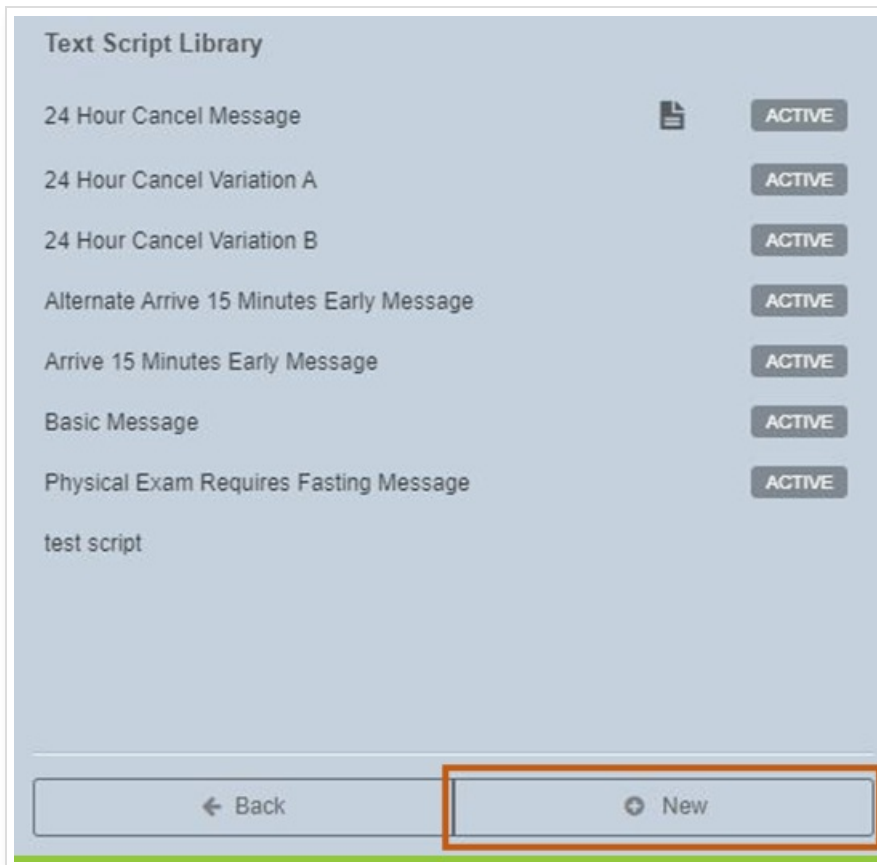 Text Script Library
24 Hour Cancel Message ACTIVE
24 Hour Cancel Variation A ACTIVE
24 Hour Cancel Variation B ACTIVE
Alternate Arrive 15 Minutes Early Message ACTIVE
Arrive 15 Minutes Early Message ACTIVE
Basic Message ACTIVE
Physical Exam Requires Fasting Message ACTIVE
test script
Back New